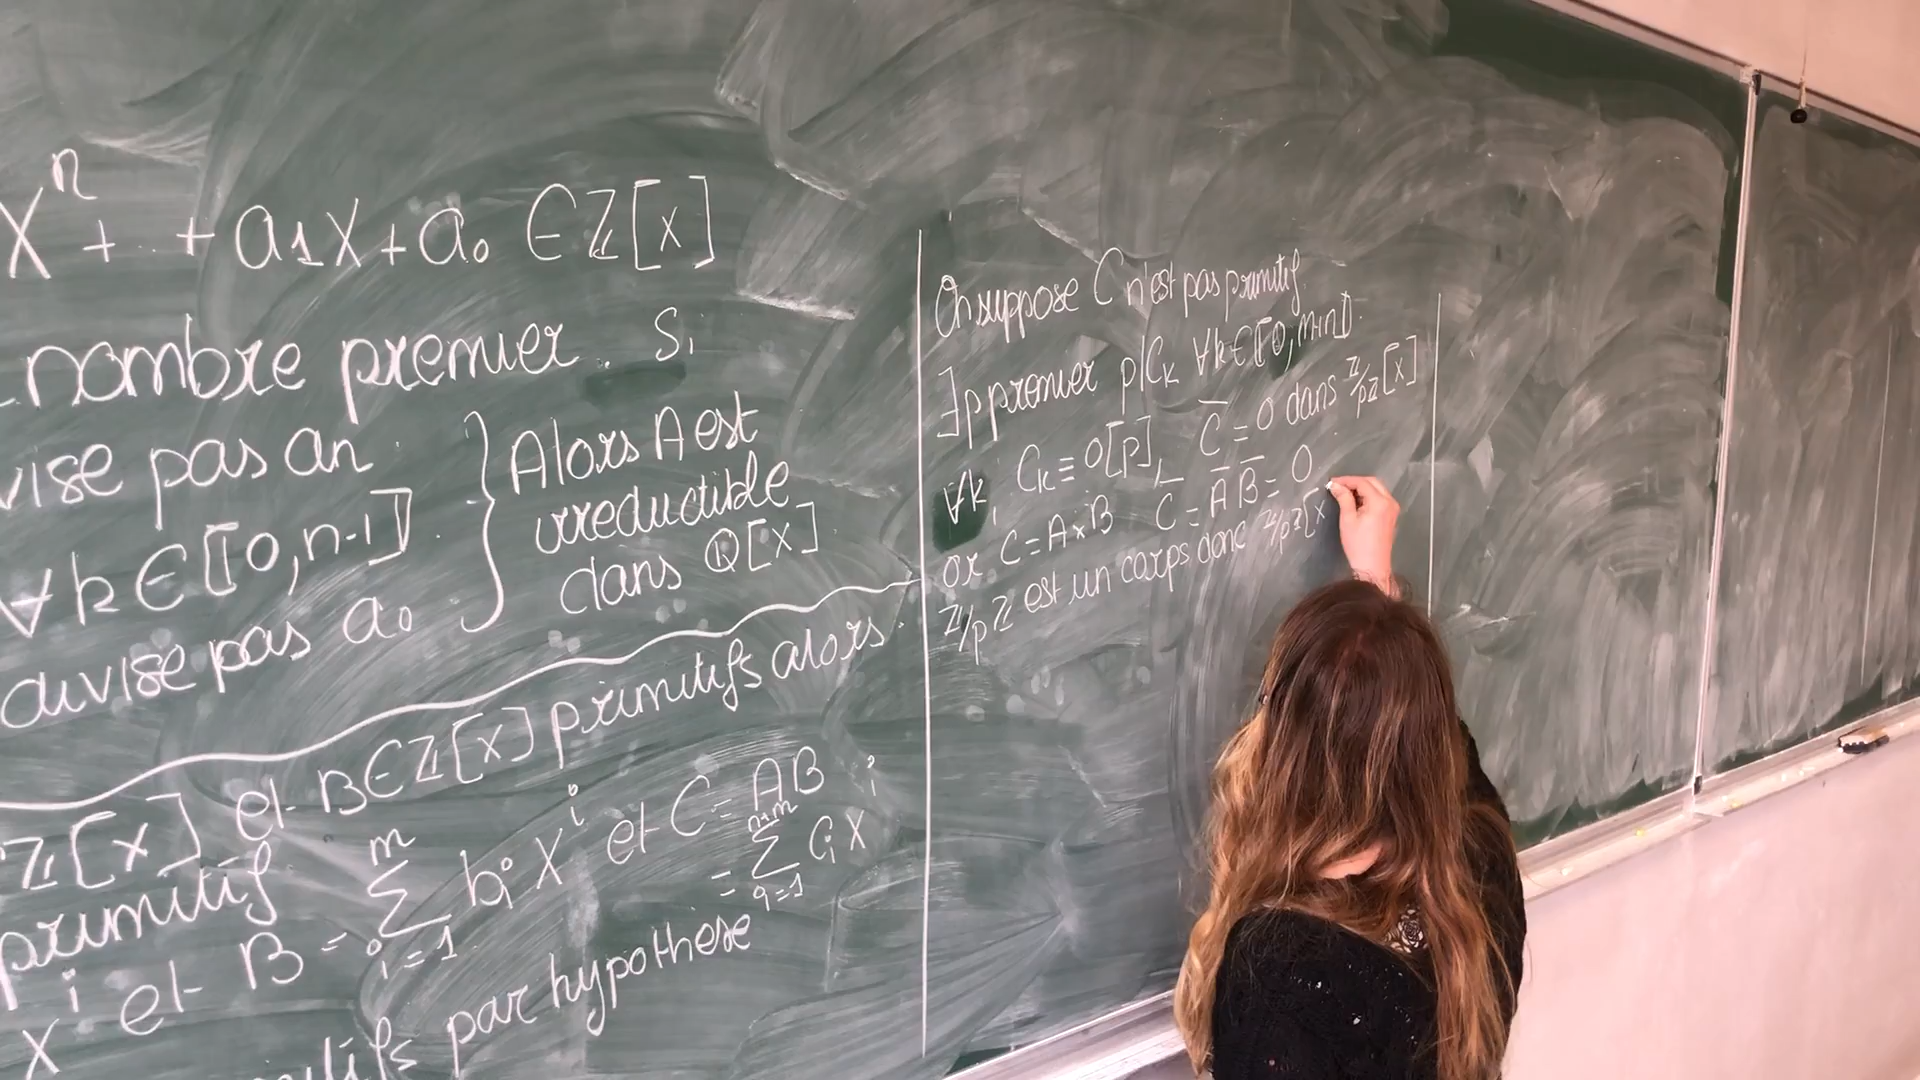 X^n + .. + a1X + a0 ∈ ℤ[x]
nombre premier. Si
vise pas an
∀k ∈ ⟦0, n-1⟧.
divise pas a0
} Alors A est
irreductible
dans Q[x].
ℤ[x] et B ∈ ℤ[x] primitifs alors.
primitif
X^i et B = ∑_{i=1}^{m} bi X^i et C = AB
= ∑_{i=1}^{n+m} Ci X^i
par hypothèse
On suppose C n'est pas primitif.
∃p premier p|Ck ∀k ∈ ⟦0, m+n⟧.
∀k, Ck ≡ 0[p], C̄ = 0 dans ℤ/pℤ[x]
or C = A×B C̄ = Ā B̄ = 0.
ℤ/pℤ est un corps donc ℤ/pℤ[x